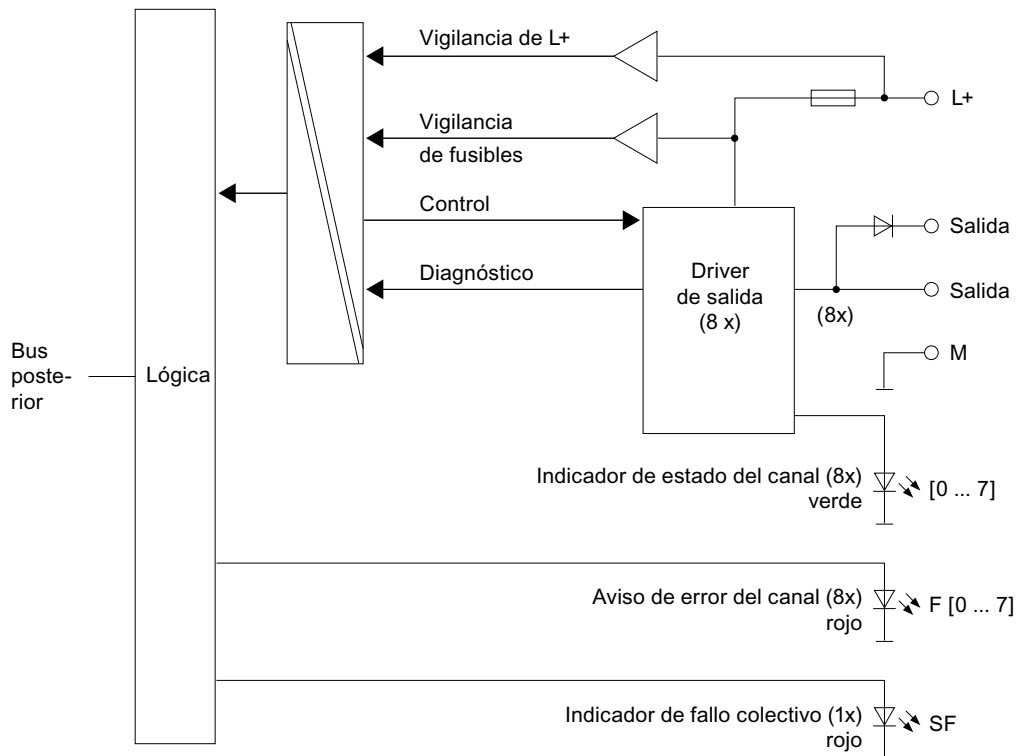 Vigilancia de L+
L+
Vigilancia
de fusibles
Control
Salida
Diagnóstico
Driver
de salida
(8 x)
Salida
(8x)
M
Bus
poste-
rior
Lógica
Indicador de estado del canal (8x)
verde
[0 ... 7]
Aviso de error del canal (8x)
rojo
F [0 ... 7]
Indicador de fallo colectivo (1x)
rojo
SF